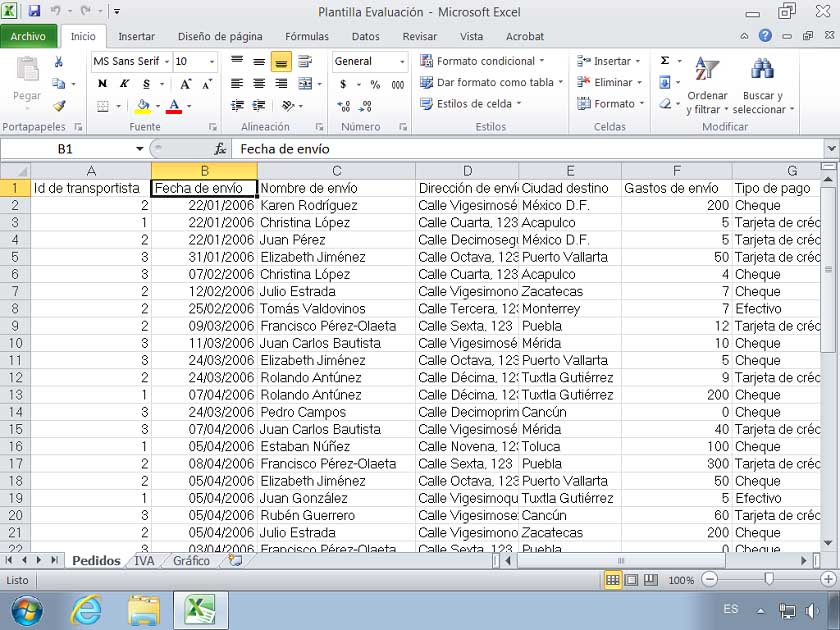 Plantilla Evaluación - Microsoft Excel
Archivo Inicio Insertar Diseño de página Fórmulas Datos Revisar Vista Acrobat
MS Sans Serif 10 General Formato condicional Insertar Σ
Pegar N K S A A $ % 000 Dar formato como tabla Eliminar Ordenar y filtrar Buscar y seleccionar
A Estilos de celda Formato
Portapapeles Fuente Alineación Número Estilos Celdas Modificar
B1 fx Fecha de envío
A B C D E F G
1 Id de transportista Fecha de envío Nombre de envío Dirección de enví Ciudad destino Gastos de envío Tipo de pago
2 2 22/01/2006 Karen Rodríguez Calle Vigesimosé México D.F. 200 Cheque
3 1 22/01/2006 Christina López Calle Cuarta, 123 Acapulco 5 Tarjeta de créc
4 2 22/01/2006 Juan Pérez Calle Decimosegu México D.F. 5 Tarjeta de créc
5 3 31/01/2006 Elizabeth Jiménez Calle Octava, 123 Puerto Vallarta 50 Tarjeta de créc
6 3 07/02/2006 Christina López Calle Cuarta, 123 Acapulco 4 Cheque
7 2 12/02/2006 Julio Estrada Calle Vigesimono Zacatecas 7 Cheque
8 2 25/02/2006 Tomás Valdovinos Calle Tercera, 123 Monterrey 7 Efectivo
9 2 09/03/2006 Francisco Pérez-Olaeta Calle Sexta, 123 Puebla 12 Tarjeta de créc
10 3 11/03/2006 Juan Carlos Bautista Calle Vigesimosé Mérida 10 Cheque
11 3 24/03/2006 Elizabeth Jiménez Calle Octava, 123 Puerto Vallarta 5 Cheque
12 2 24/03/2006 Rolando Antúnez Calle Décima, 123 Tuxtla Gutiérrez 9 Tarjeta de créc
13 1 07/04/2006 Rolando Antúnez Calle Décima, 123 Tuxtla Gutiérrez 200 Cheque
14 3 24/03/2006 Pedro Campos Calle Decimoprim Cancún 0 Cheque
15 3 07/04/2006 Juan Carlos Bautista Calle Vigesimosé Mérida 40 Tarjeta de créc
16 1 05/04/2006 Estaban Núñez Calle Novena, 123 Toluca 100 Cheque
17 2 08/04/2006 Francisco Pérez-Olaeta Calle Sexta, 123 Puebla 300 Tarjeta de créc
18 2 05/04/2006 Elizabeth Jiménez Calle Octava, 123 Puerto Vallarta 50 Cheque
19 1 05/04/2006 Juan González Calle Vigesimoqu Tuxtla Gutiérrez 5 Efectivo
20 3 05/04/2006 Rubén Guerrero Calle Vigesimose Cancún 60 Tarjeta de créc
21 2 05/04/2006 Julio Estrada Calle Vigesimono Zacatecas 200 Cheque
22 3 03/04/2006 Francisco Pérez-Olaeta Calle Sexta, 123 Puebla 0 Cheque
Pedidos IVA Gráfico
Listo 100%
ES